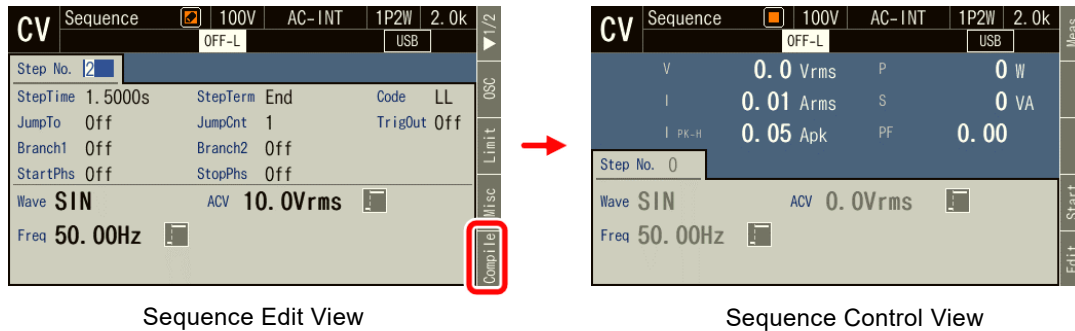 CV Sequence 100V AC-INT 1P2W 2.0k
OFF-L USB
▼1/2
Step No. 2
StepTime 1.5000s StepTerm End Code LL
JumpTo Off JumpCnt 1 TrigOut Off
Branch1 Off Branch2 Off
StartPhs Off StopPhs Off
Wave SIN ACV 10.0Vrms
Freq 50.00Hz
OSC
Limit
Misc
Compile
Sequence Edit View
CV Sequence 100V AC-INT 1P2W 2.0k
OFF-L USB
Meas
V 0.0 Vrms P 0 W
I 0.01 Arms S 0 VA
I PK-H 0.05 Apk PF 0.00
Step No. 0
Wave SIN ACV 0.0Vrms
Freq 50.00Hz
Start
Edit
Sequence Control View